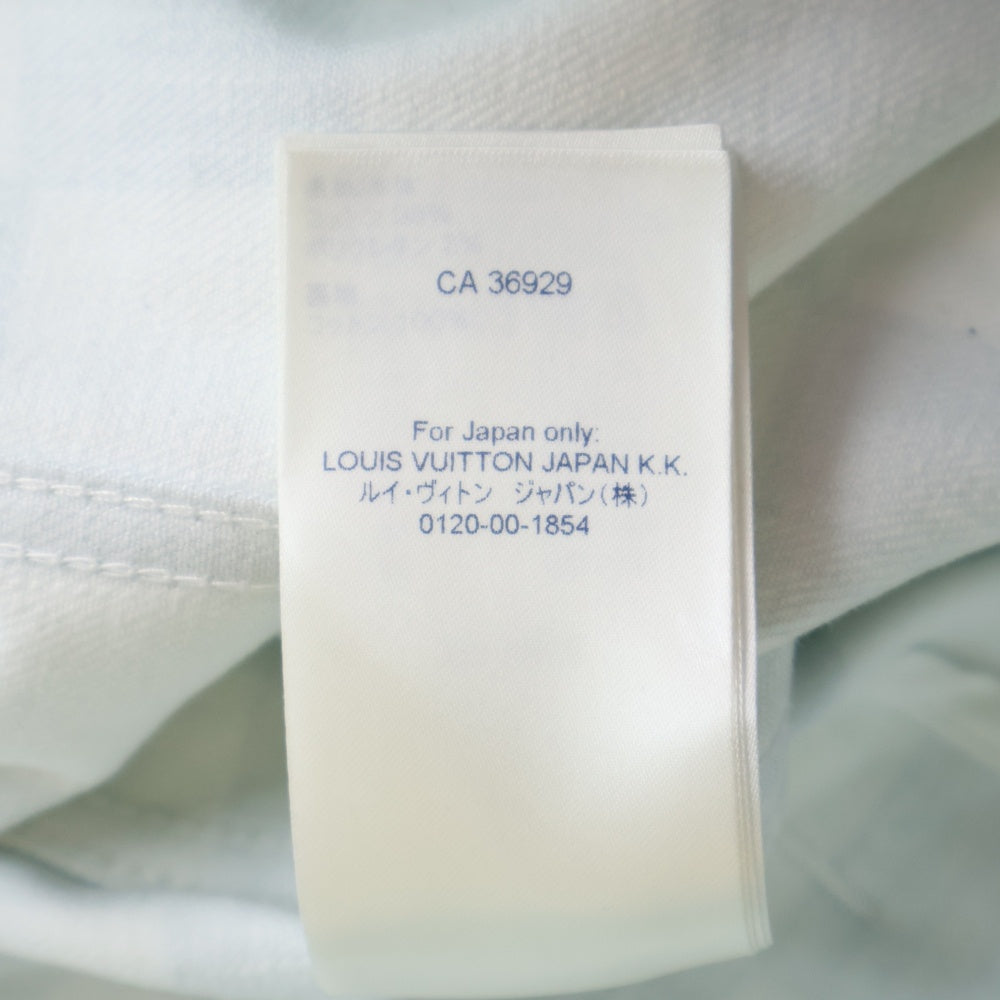 CA 36929
For Japan only:
LOUIS VUITTON JAPAN K.K.
ルイ・ヴィトン ジャパン(株)
0120-00-1854